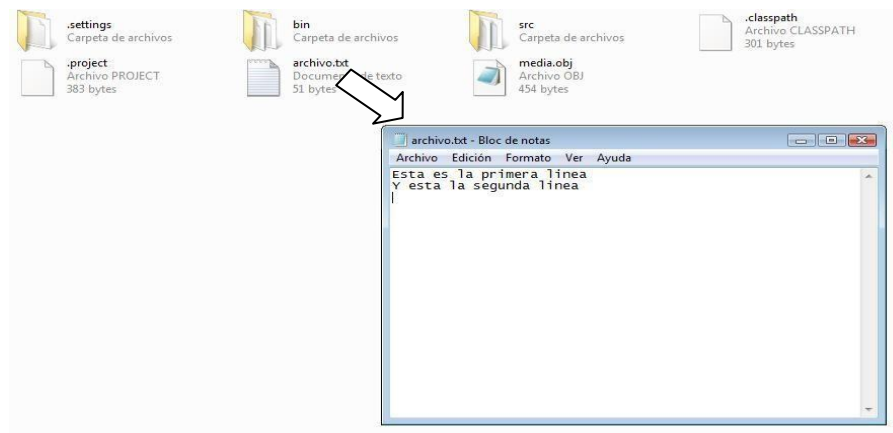 .settings
Carpeta de archivos
bin
Carpeta de archivos
src
Carpeta de archivos
.classpath
Archivo CLASSPATH
301 bytes
.project
Archivo PROJECT
383 bytes
archivo.txt
de texto
51 bytes
media.obj
Archivo OBJ
454 bytes
archivo.txt - Bloc de notas
Archivo Edición Formato Ver Ayuda
Esta es la primera linea
Y esta la segunda linea